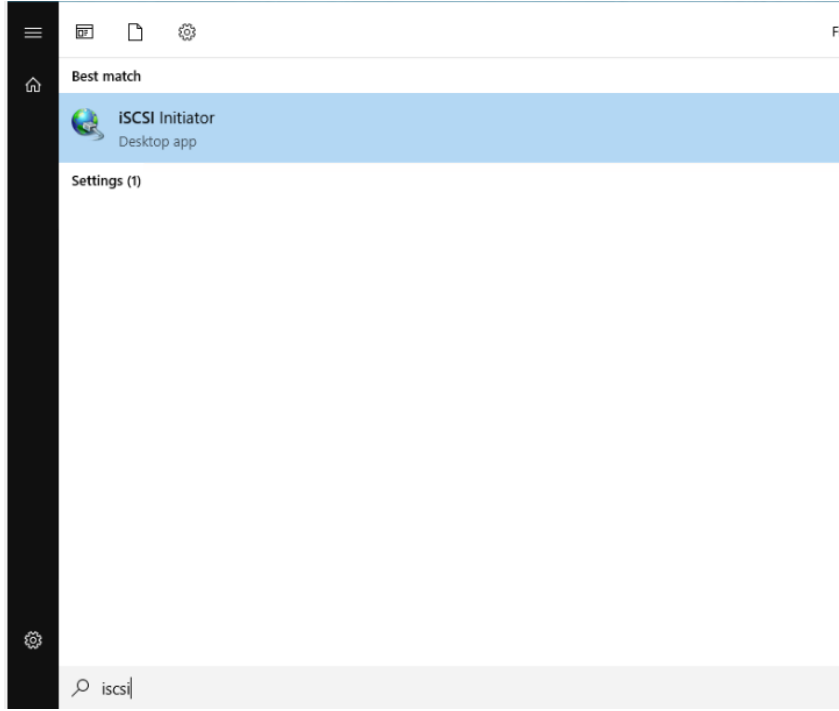 Best match
iSCSI Initiator
Desktop app
Settings (1)
iscsi